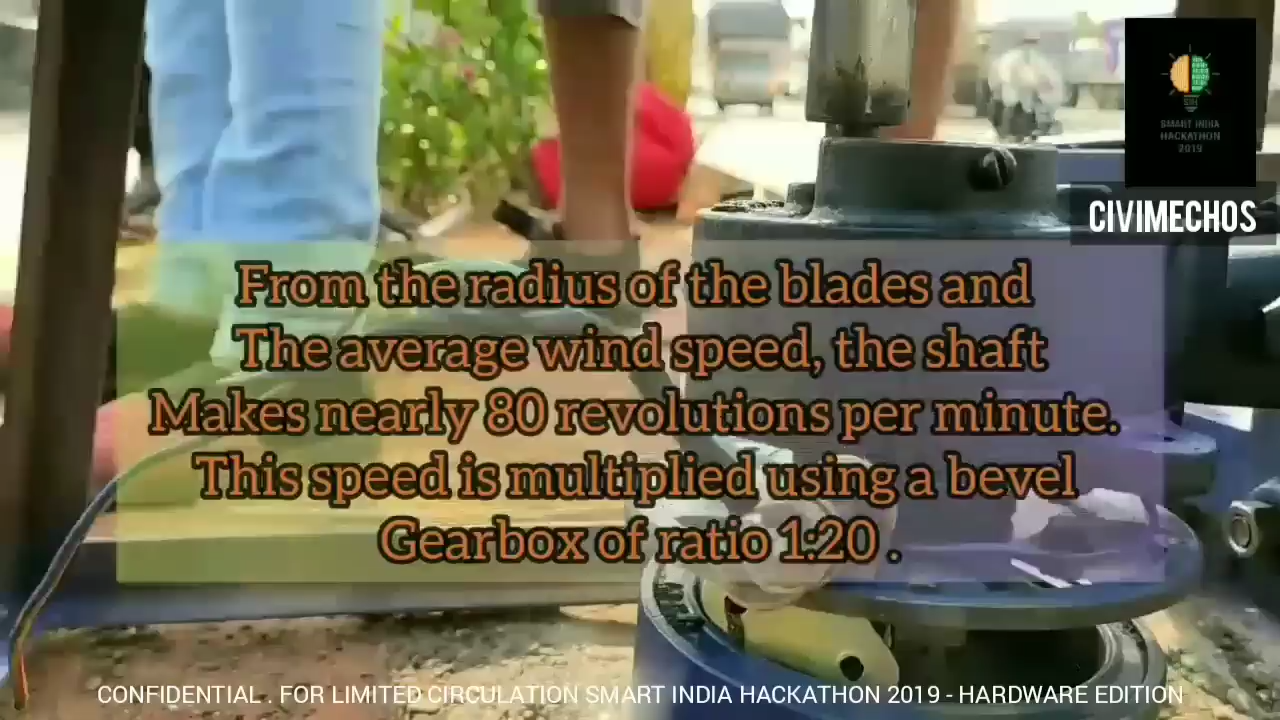 SIH
SMART INDIA
HACKATHON
2019
CIVIMECHOS
From the radius of the blades and
The average wind speed, the shaft
Makes nearly 80 revolutions per minute.
This speed is multiplied using a bevel
Gearbox of ratio 1:20 .
CONFIDENTIAL . FOR LIMITED CIRCULATION SMART INDIA HACKATHON 2019 - HARDWARE EDITION